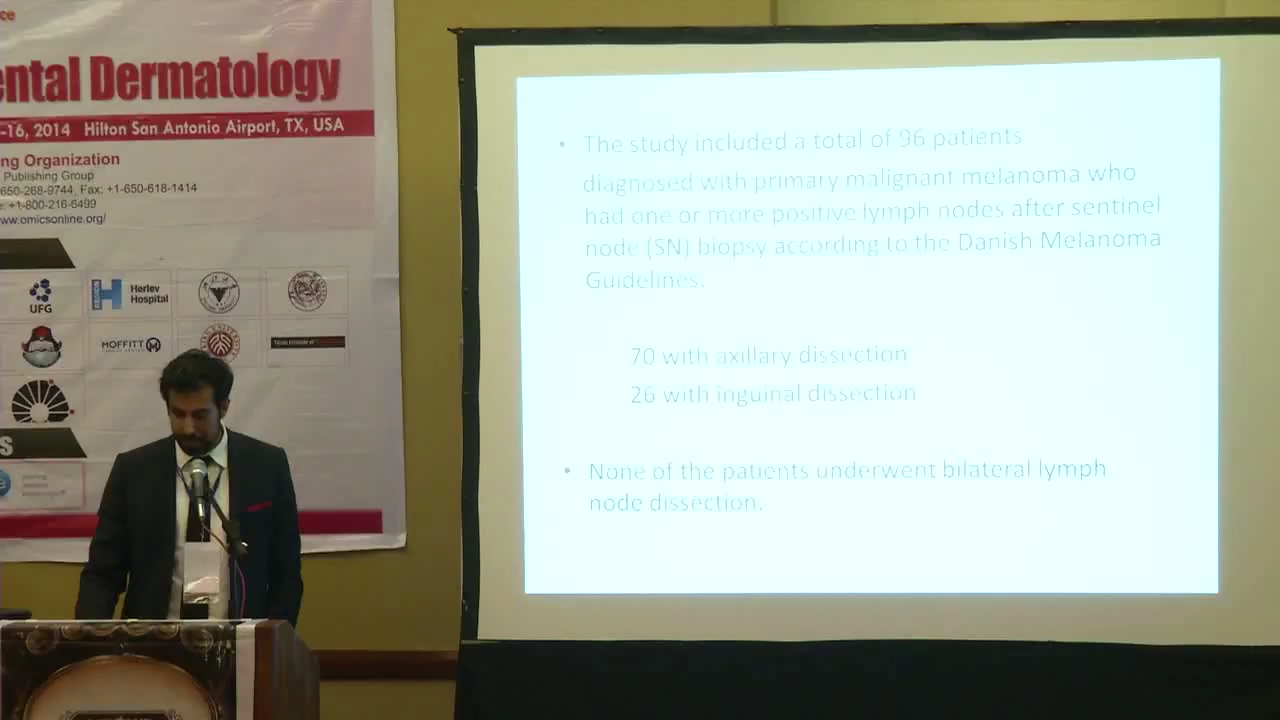 ce
ental Dermatology
-16, 2014 Hilton San Antonio Airport, TX, USA
ng Organization
Publishing Group
-650-268-9744, Fax: +1-650-618-1414
: +1-800-216-6499
www.omicsonline.org/
UFG
REGION
Herlev
Hospital
MOFFITT
S
• The study included a total of 96 patients
diagnosed with primary malignant melanoma who
had one or more positive lymph nodes after sentinel
node (SN) biopsy according to the Danish Melanoma
Guidelines.
70 with axillary dissection
26 with inguinal dissection
• None of the patients underwent bilateral lymph
node dissection.